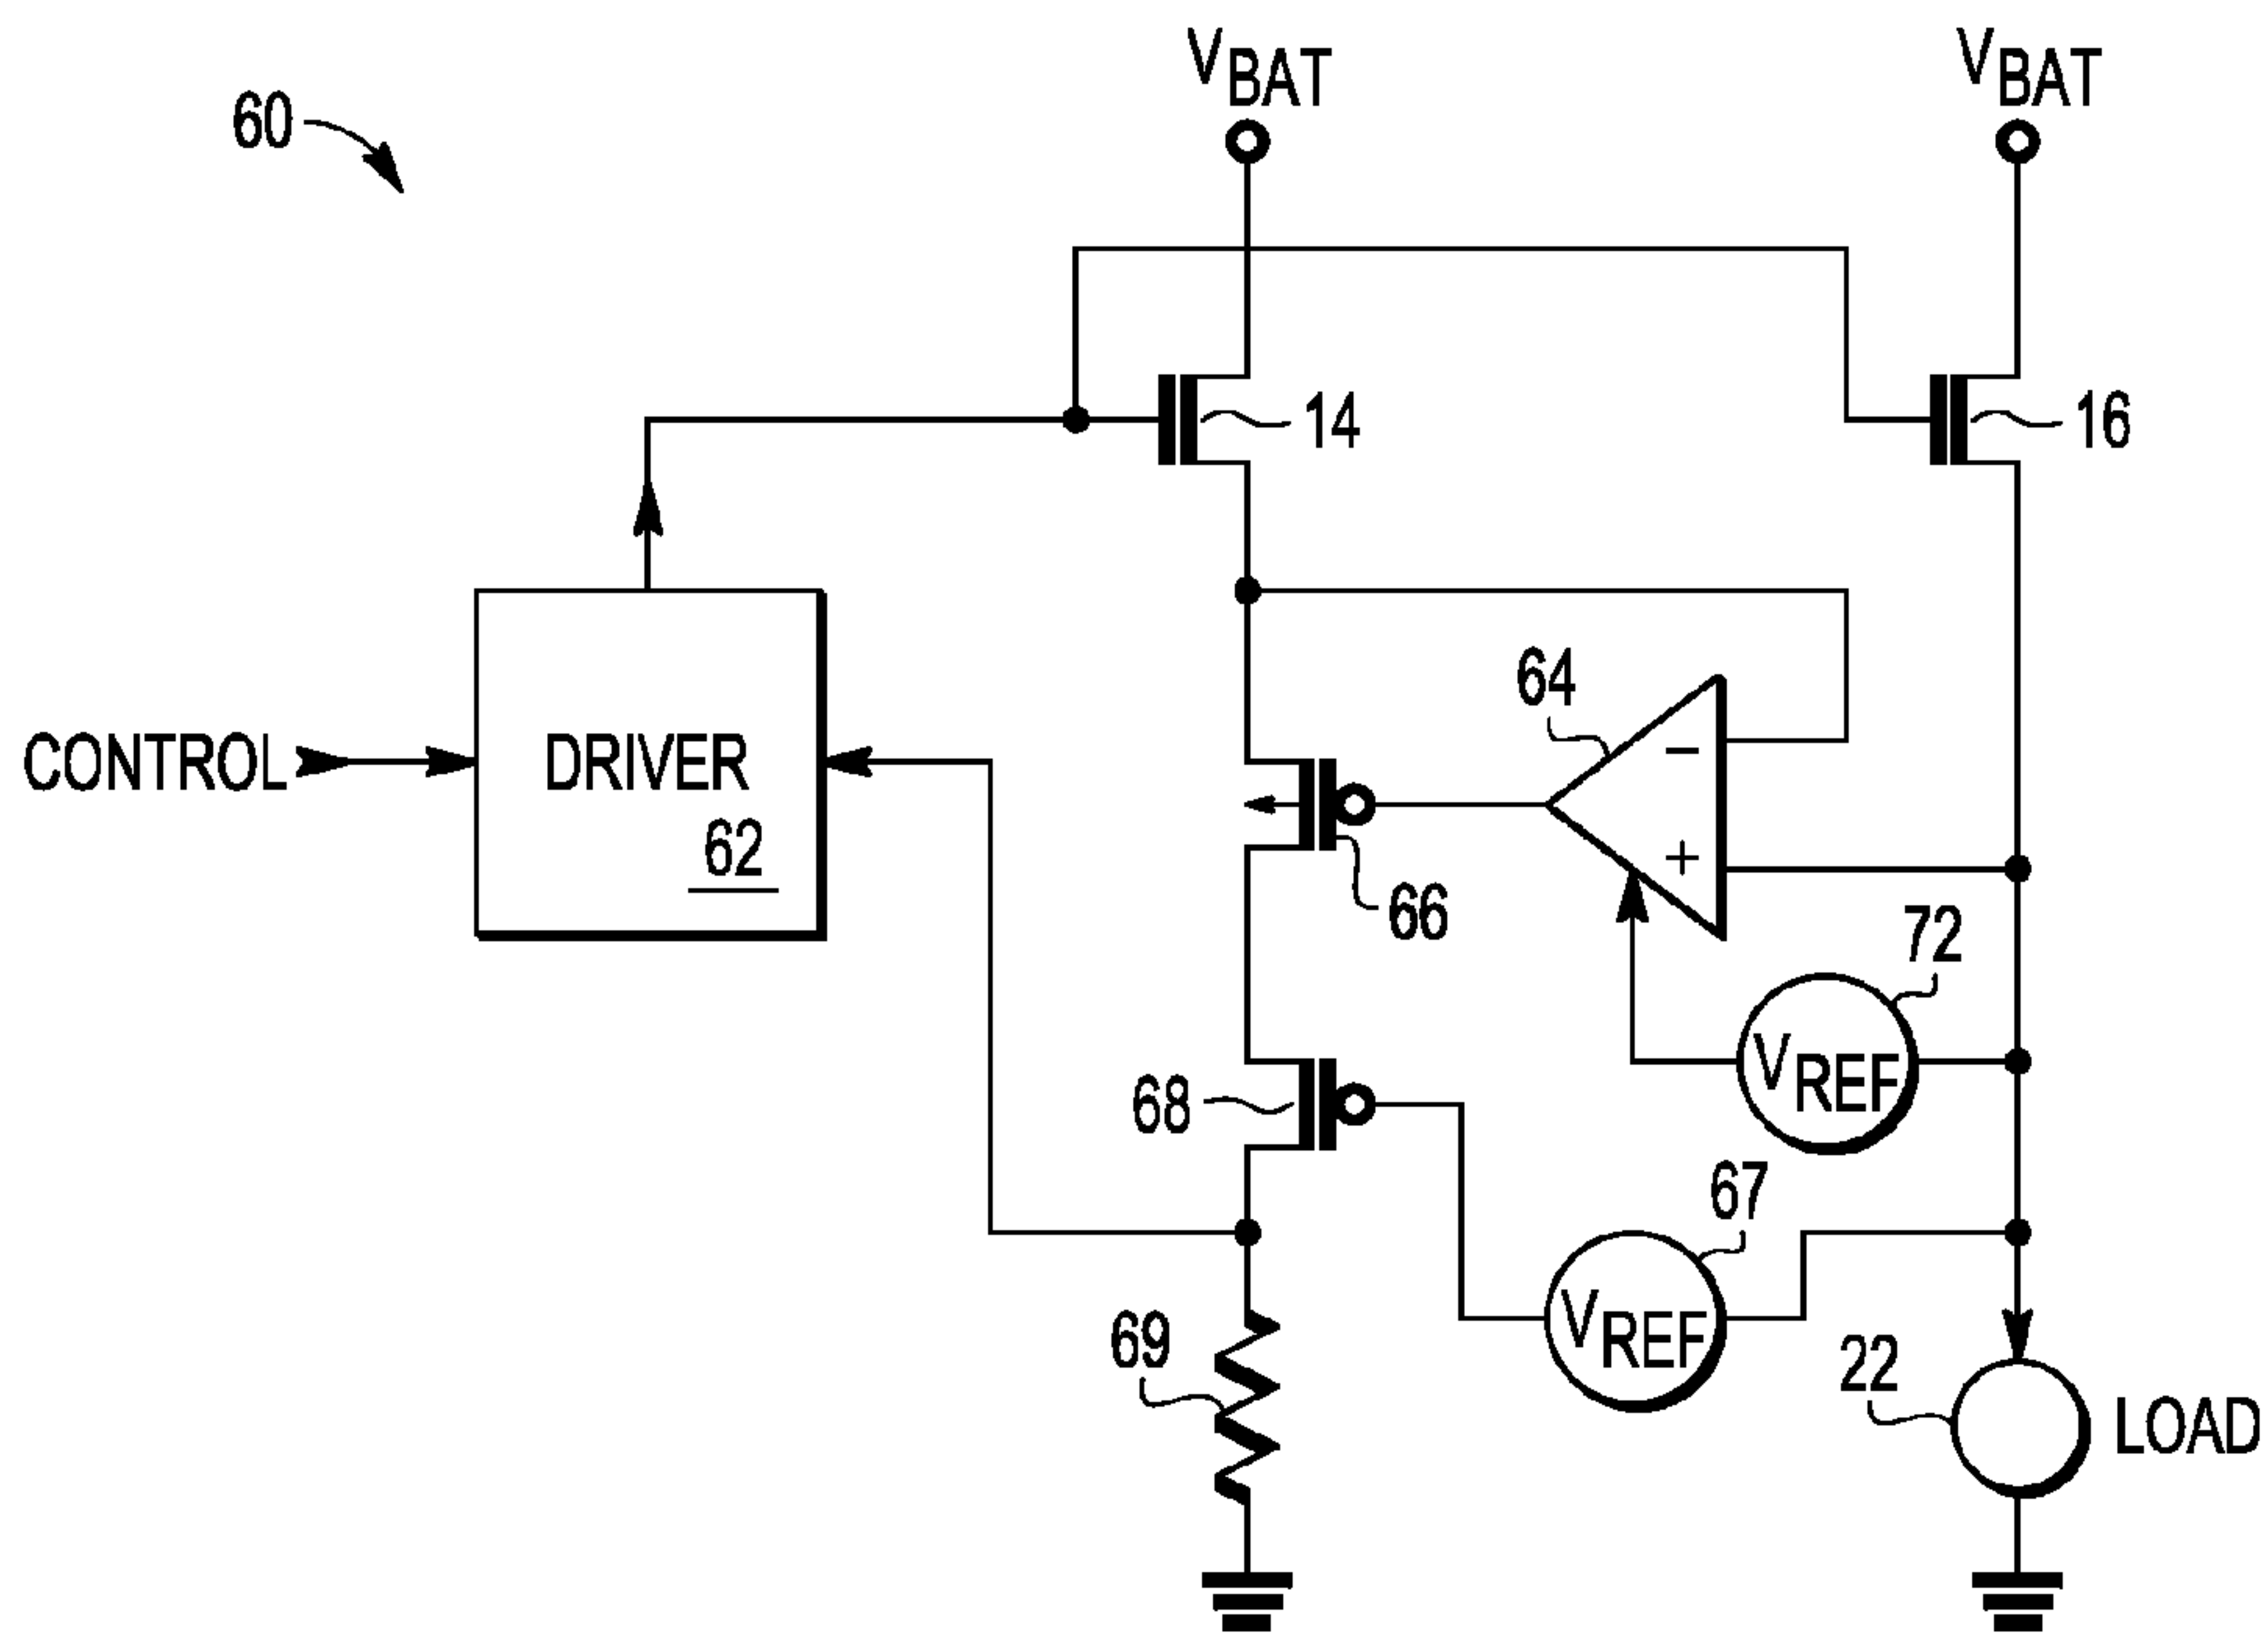 60
VBAT
VBAT
14
16
CONTROL
DRIVER
62
64
-
+
66
72
VREF
68
67
VREF
69
22
LOAD